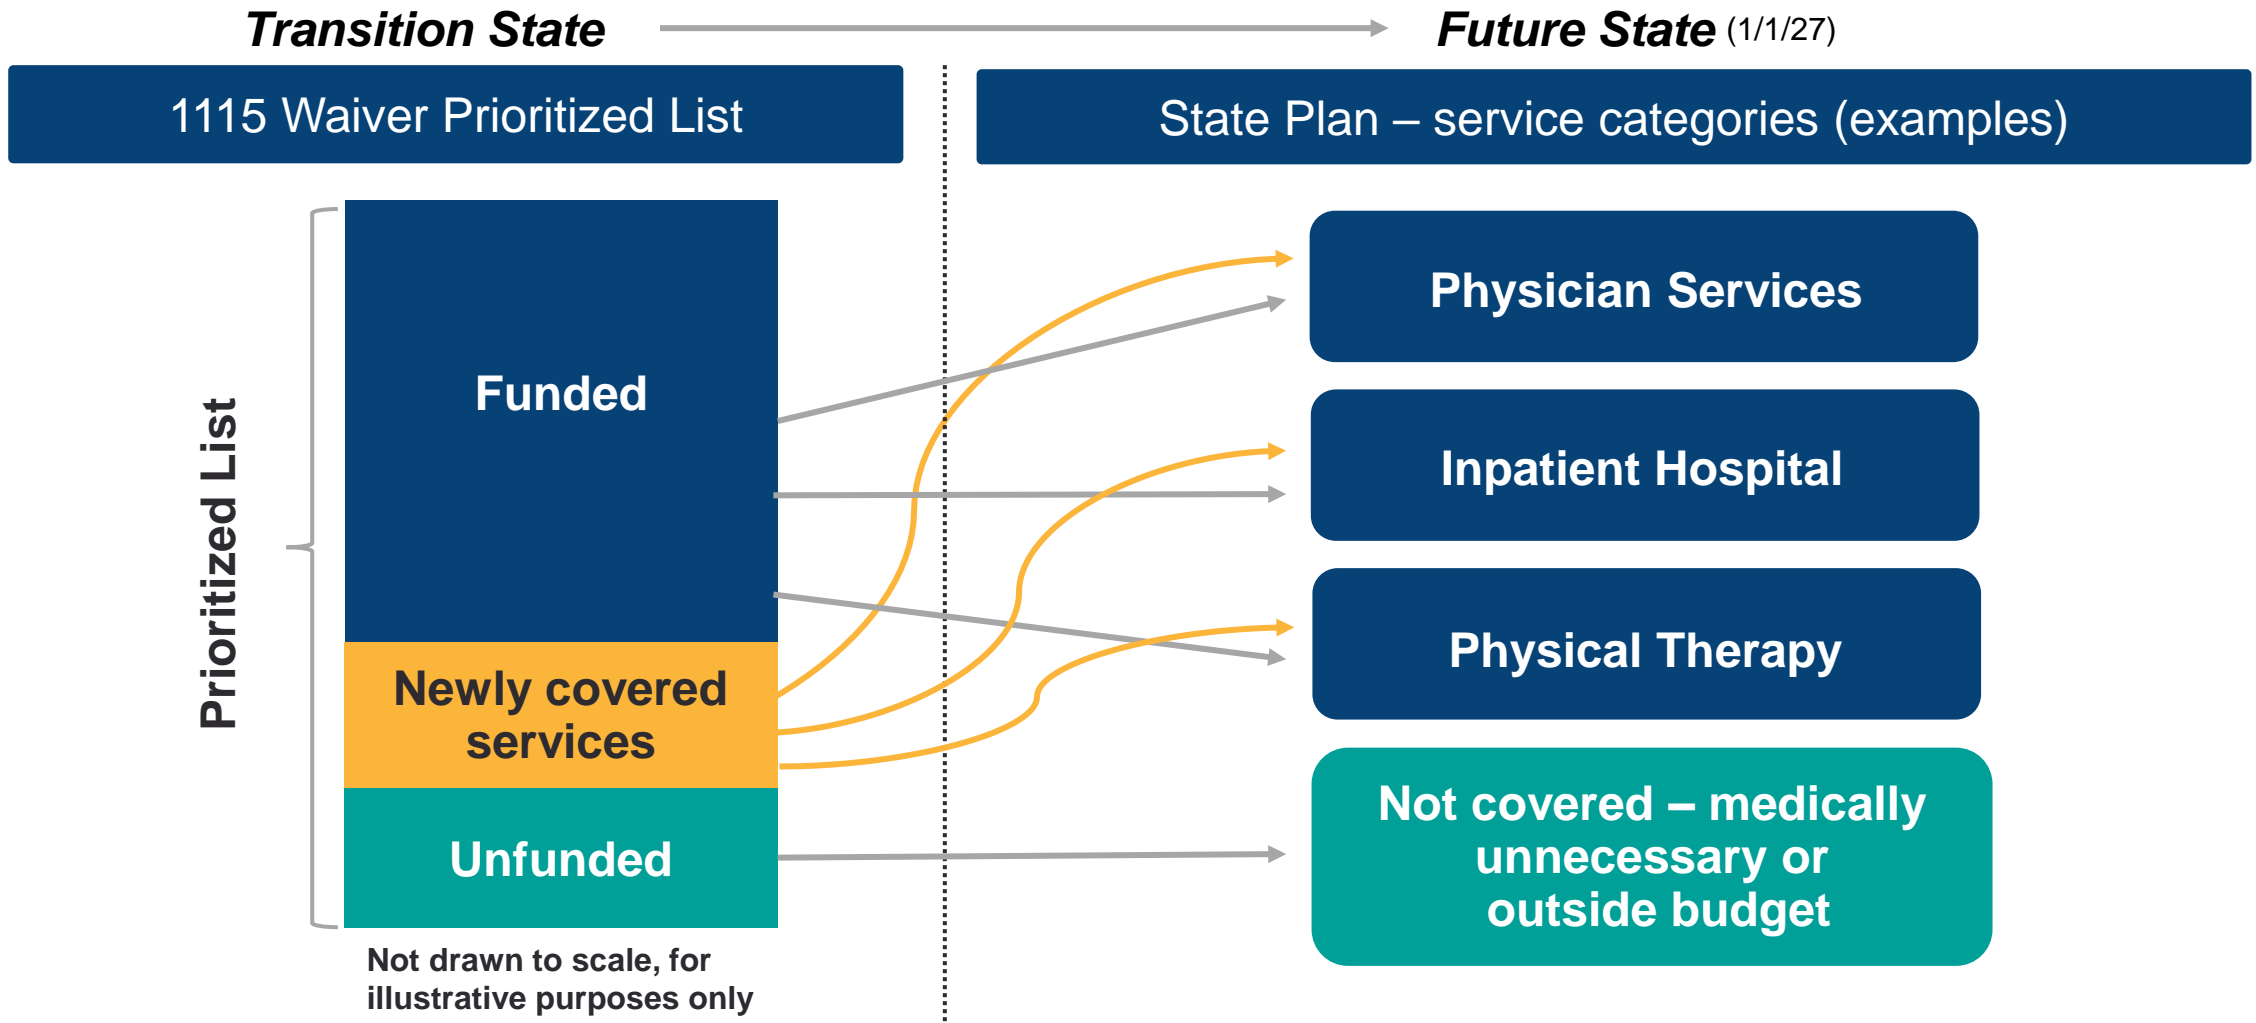 Transition State
Future State (1/1/27)
1115 Waiver Prioritized List
State Plan – service categories (examples)
Prioritized List
Funded
Newly covered
services
Unfunded
Not drawn to scale, for
illustrative purposes only
Physician Services
Inpatient Hospital
Physical Therapy
Not covered – medically
unnecessary or
outside budget